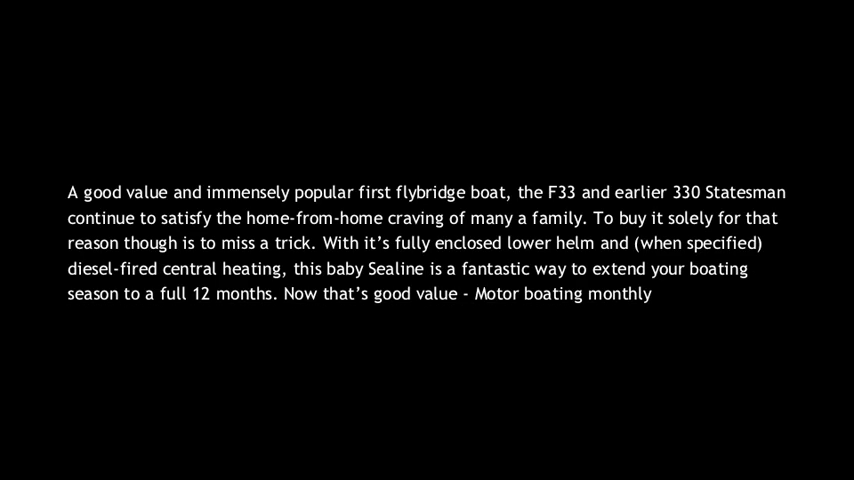 A good value and immensely popular first flybridge boat, the F33 and earlier 330 Statesman
continue to satisfy the home-from-home craving of many a family. To buy it solely for that
reason though is to miss a trick. With it’s fully enclosed lower helm and (when specified)
diesel-fired central heating, this baby Sealine is a fantastic way to extend your boating
season to a full 12 months. Now that’s good value - Motor boating monthly